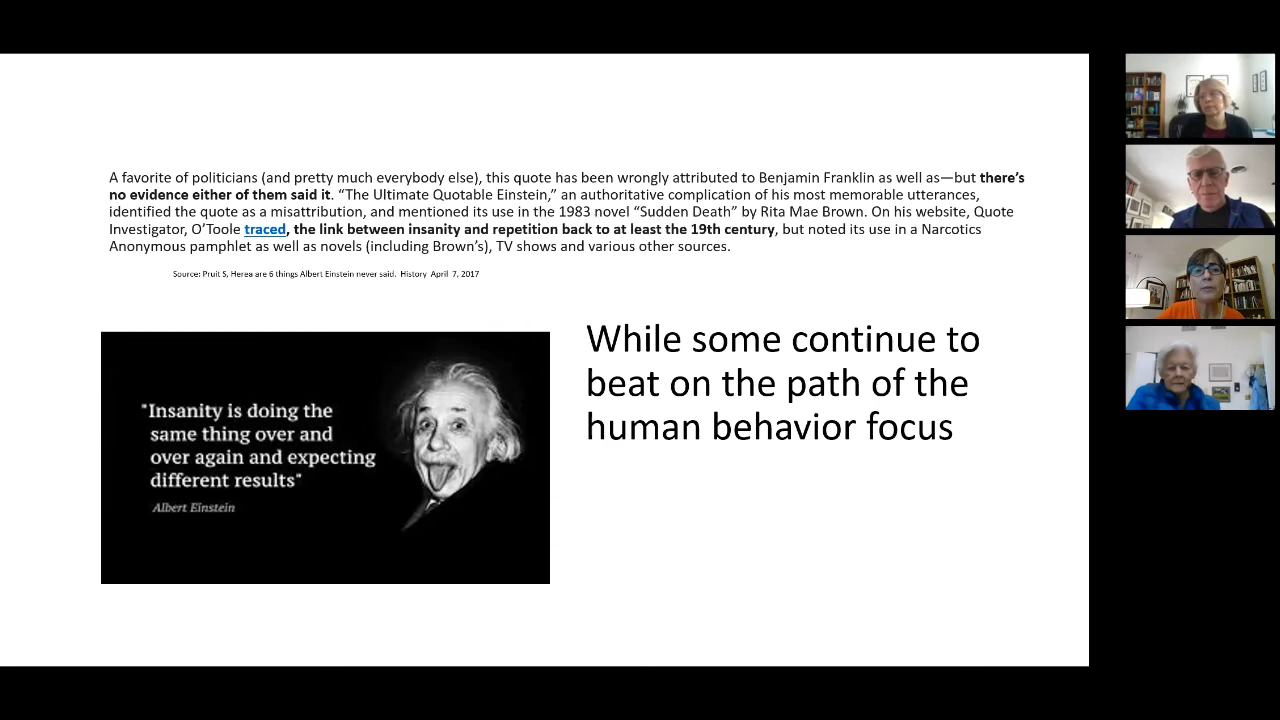 A favorite of politicians (and pretty much everybody else), this quote has been wrongly attributed to Benjamin Franklin as well as—but there's
no evidence either of them said it. “The Ultimate Quotable Einstein,” an authoritative complication of his most memorable utterances,
identified the quote as a misattribution, and mentioned its use in the 1983 novel “Sudden Death” by Rita Mae Brown. On his website, Quote
Investigator, O’Toole traced, the link between insanity and repetition back to at least the 19th century, but noted its use in a Narcotics
Anonymous pamphlet as well as novels (including Brown’s), TV shows and various other sources.
Source: Pruit S, Herea are 6 things Albert Einstein never said. History April 7, 2017
"Insanity is doing the
same thing over and
over again and expecting
different results"
Albert Einstein
While some continue to
beat on the path of the
human behavior focus